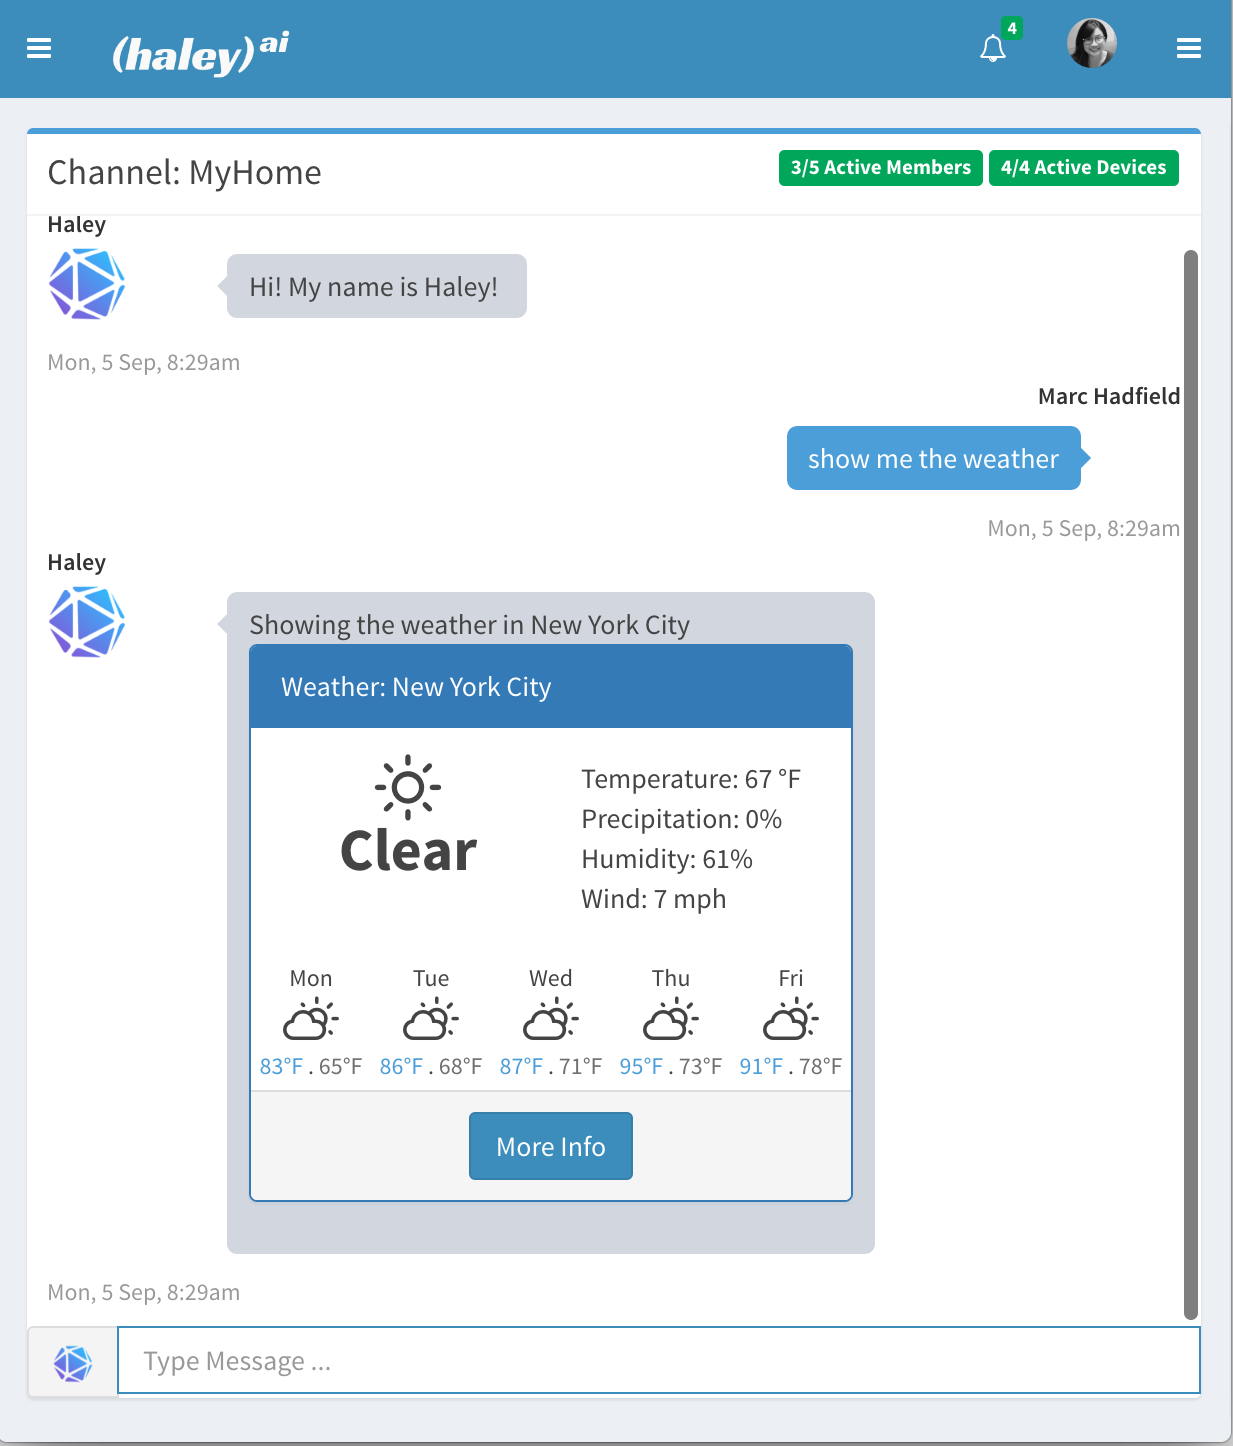 (haley) ai
4
Channel: MyHome
3/5 Active Members
4/4 Active Devices
Haley
Hi! My name is Haley!
Mon, 5 Sep, 8:29am
Marc Hadfield
show me the weather
Mon, 5 Sep, 8:29am
Haley
Showing the weather in New York City
Weather: New York City
Clear
Temperature: 67 °F
Precipitation: 0%
Humidity: 61%
Wind: 7 mph
Mon Tue Wed Thu Fri
83°F . 65°F 86°F . 68°F 87°F . 71°F 95°F . 73°F 91°F . 78°F
More Info
Mon, 5 Sep, 8:29am
Type Message ...